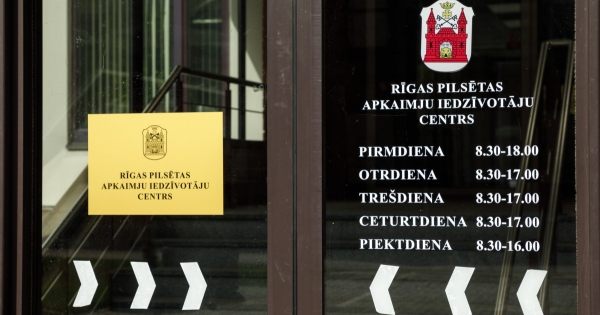 RĪGAS PILSĒTAS
APKAIMJU IEDZĪVOTĀJU
CENTRS
RĪGAS PILSĒTAS
APKAIMJU IEDZĪVOTĀJU
CENTRS
PIRMDIENA 8.30-18.00
OTRDIENA 8.30-17.00
TREŠDIENA 8.30-17.00
CETURTDIENA 8.30-17.00
PIEKTDIENA 8.30-16.00